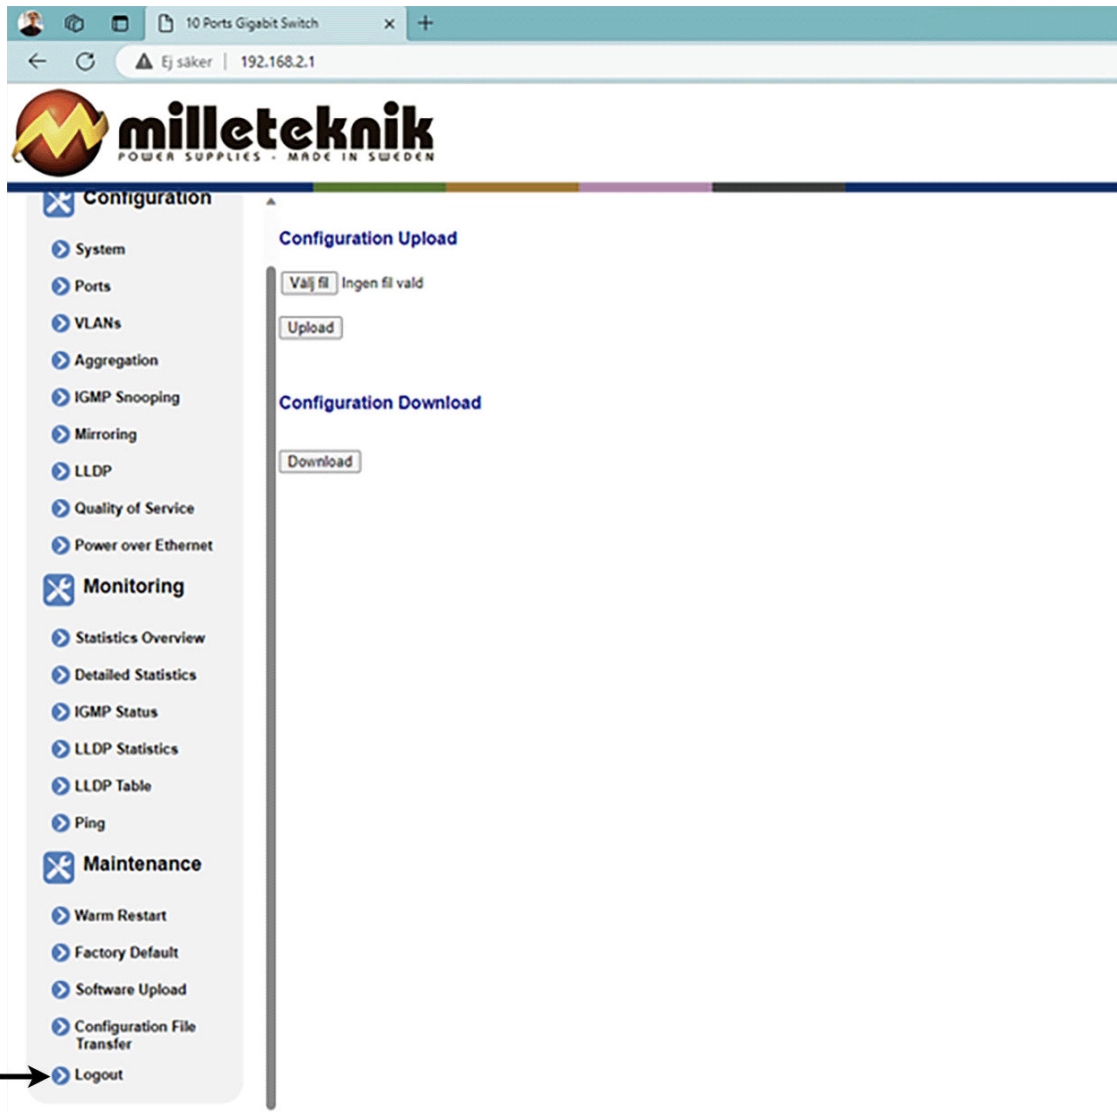 10 Ports Gigabit Switch
Ej säker | 192.168.2.1
milleteknik
POWER SUPPLIES - MADE IN SWEDEN
Configuration
System
Ports
VLANs
Aggregation
IGMP Snooping
Mirroring
LLDP
Quality of Service
Power over Ethernet
Monitoring
Statistics Overview
Detailed Statistics
IGMP Status
LLDP Statistics
LLDP Table
Ping
Maintenance
Warm Restart
Factory Default
Software Upload
Configuration File
Transfer
Logout
Configuration Upload
Välj fil Ingen fil vald
Upload
Configuration Download
Download